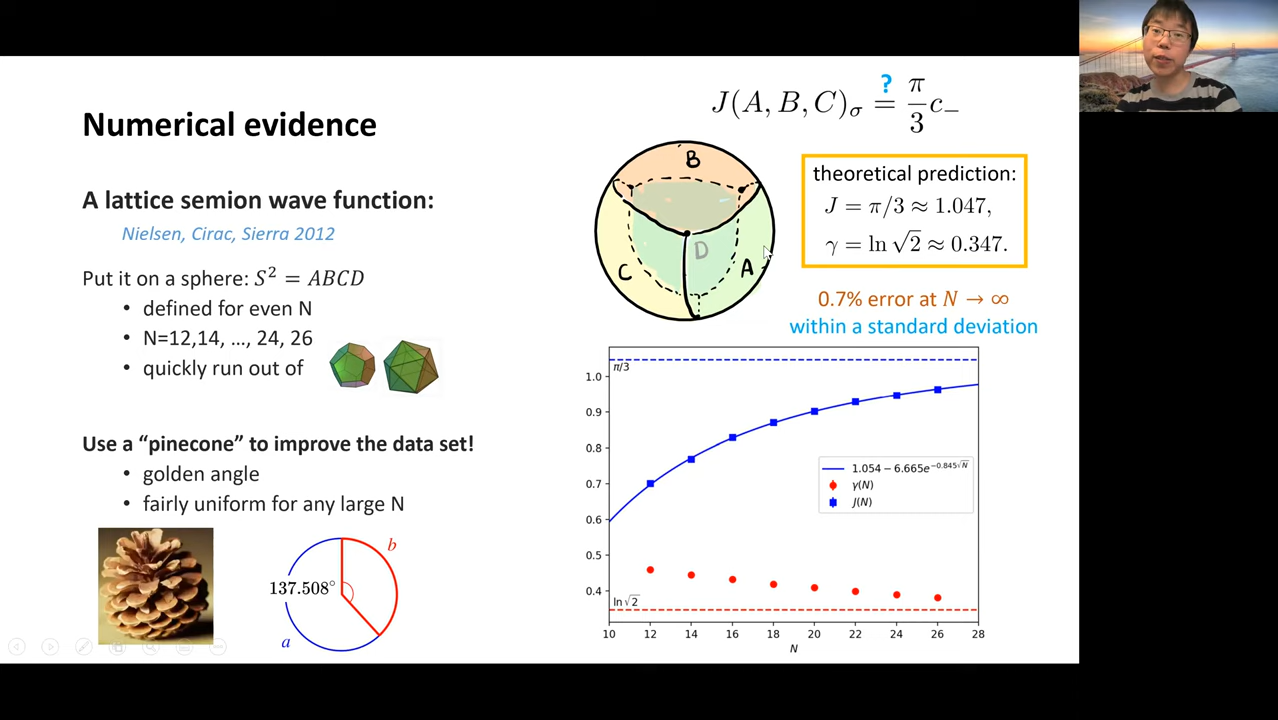 Numerical evidence
A lattice semion wave function:
Nielsen, Cirac, Sierra 2012
Put it on a sphere: S² = ABCD
• defined for even N
• N=12,14, …, 24, 26
• quickly run out of
Use a “pinecone” to improve the data set!
• golden angle
• fairly uniform for any large N
137.508°
a
b
?
J(A, B, C)σ = π/3 c₋
B
D
C
A
theoretical prediction:
J = π/3 ≈ 1.047,
γ = ln √2 ≈ 0.347.
0.7% error at N → ∞
within a standard deviation
π/3
1.0
0.9
0.8
0.7
0.6
0.5
0.4
1.054 − 6.665e^{−0.845√N}
γ(N)
J(N)
ln √2
10 12 14 16 18 20 22 24 26 28
N